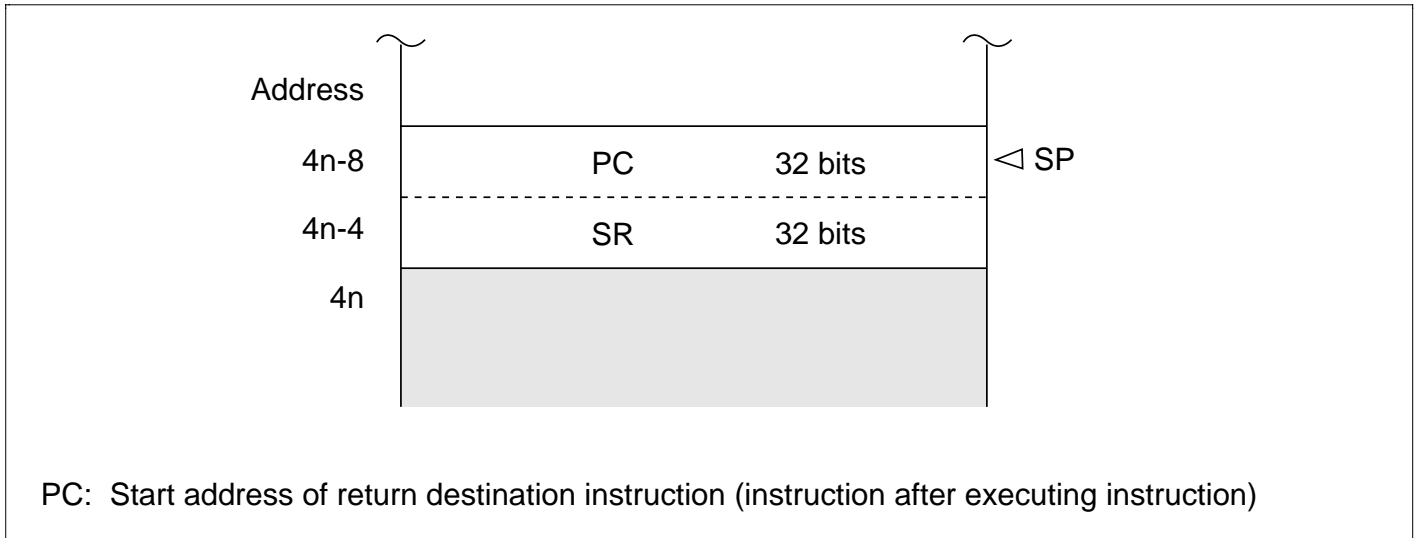 Address
4n-8 PC 32 bits ◁ SP
4n-4 SR 32 bits
4n
PC: Start address of return destination instruction (instruction after executing instruction)